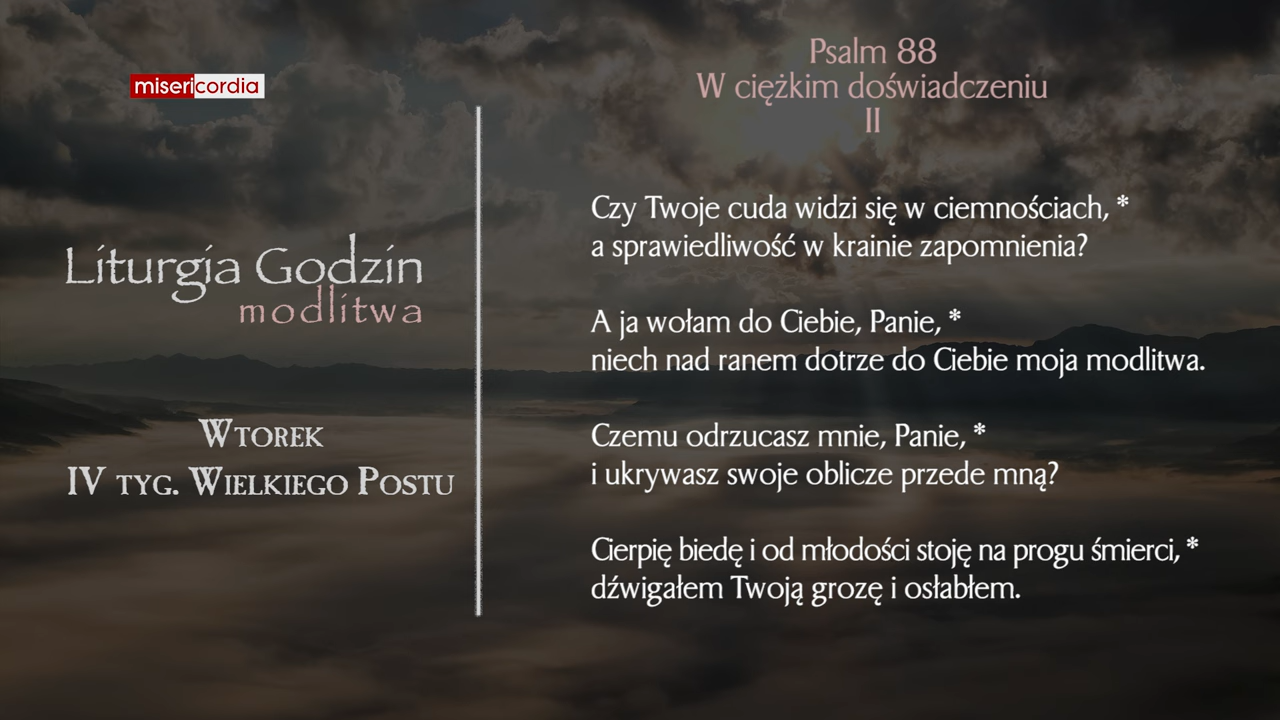 misericordia
Liturgia Godzin
modlitwa
Wtorek
IV tyg. Wielkiego Postu
Psalm 88
W ciężkim doświadczeniu
II
Czy Twoje cuda widzi się w ciemnościach, *
a sprawiedliwość w krainie zapomnienia?
A ja wołam do Ciebie, Panie, *
niech nad ranem dotrze do Ciebie moja modlitwa.
Czemu odrzucasz mnie, Panie, *
i ukrywasz swoje oblicze przede mną?
Cierpię biedę i od młodości stoję na progu śmierci, *
dźwigałem Twoją grozę i osłabłem.